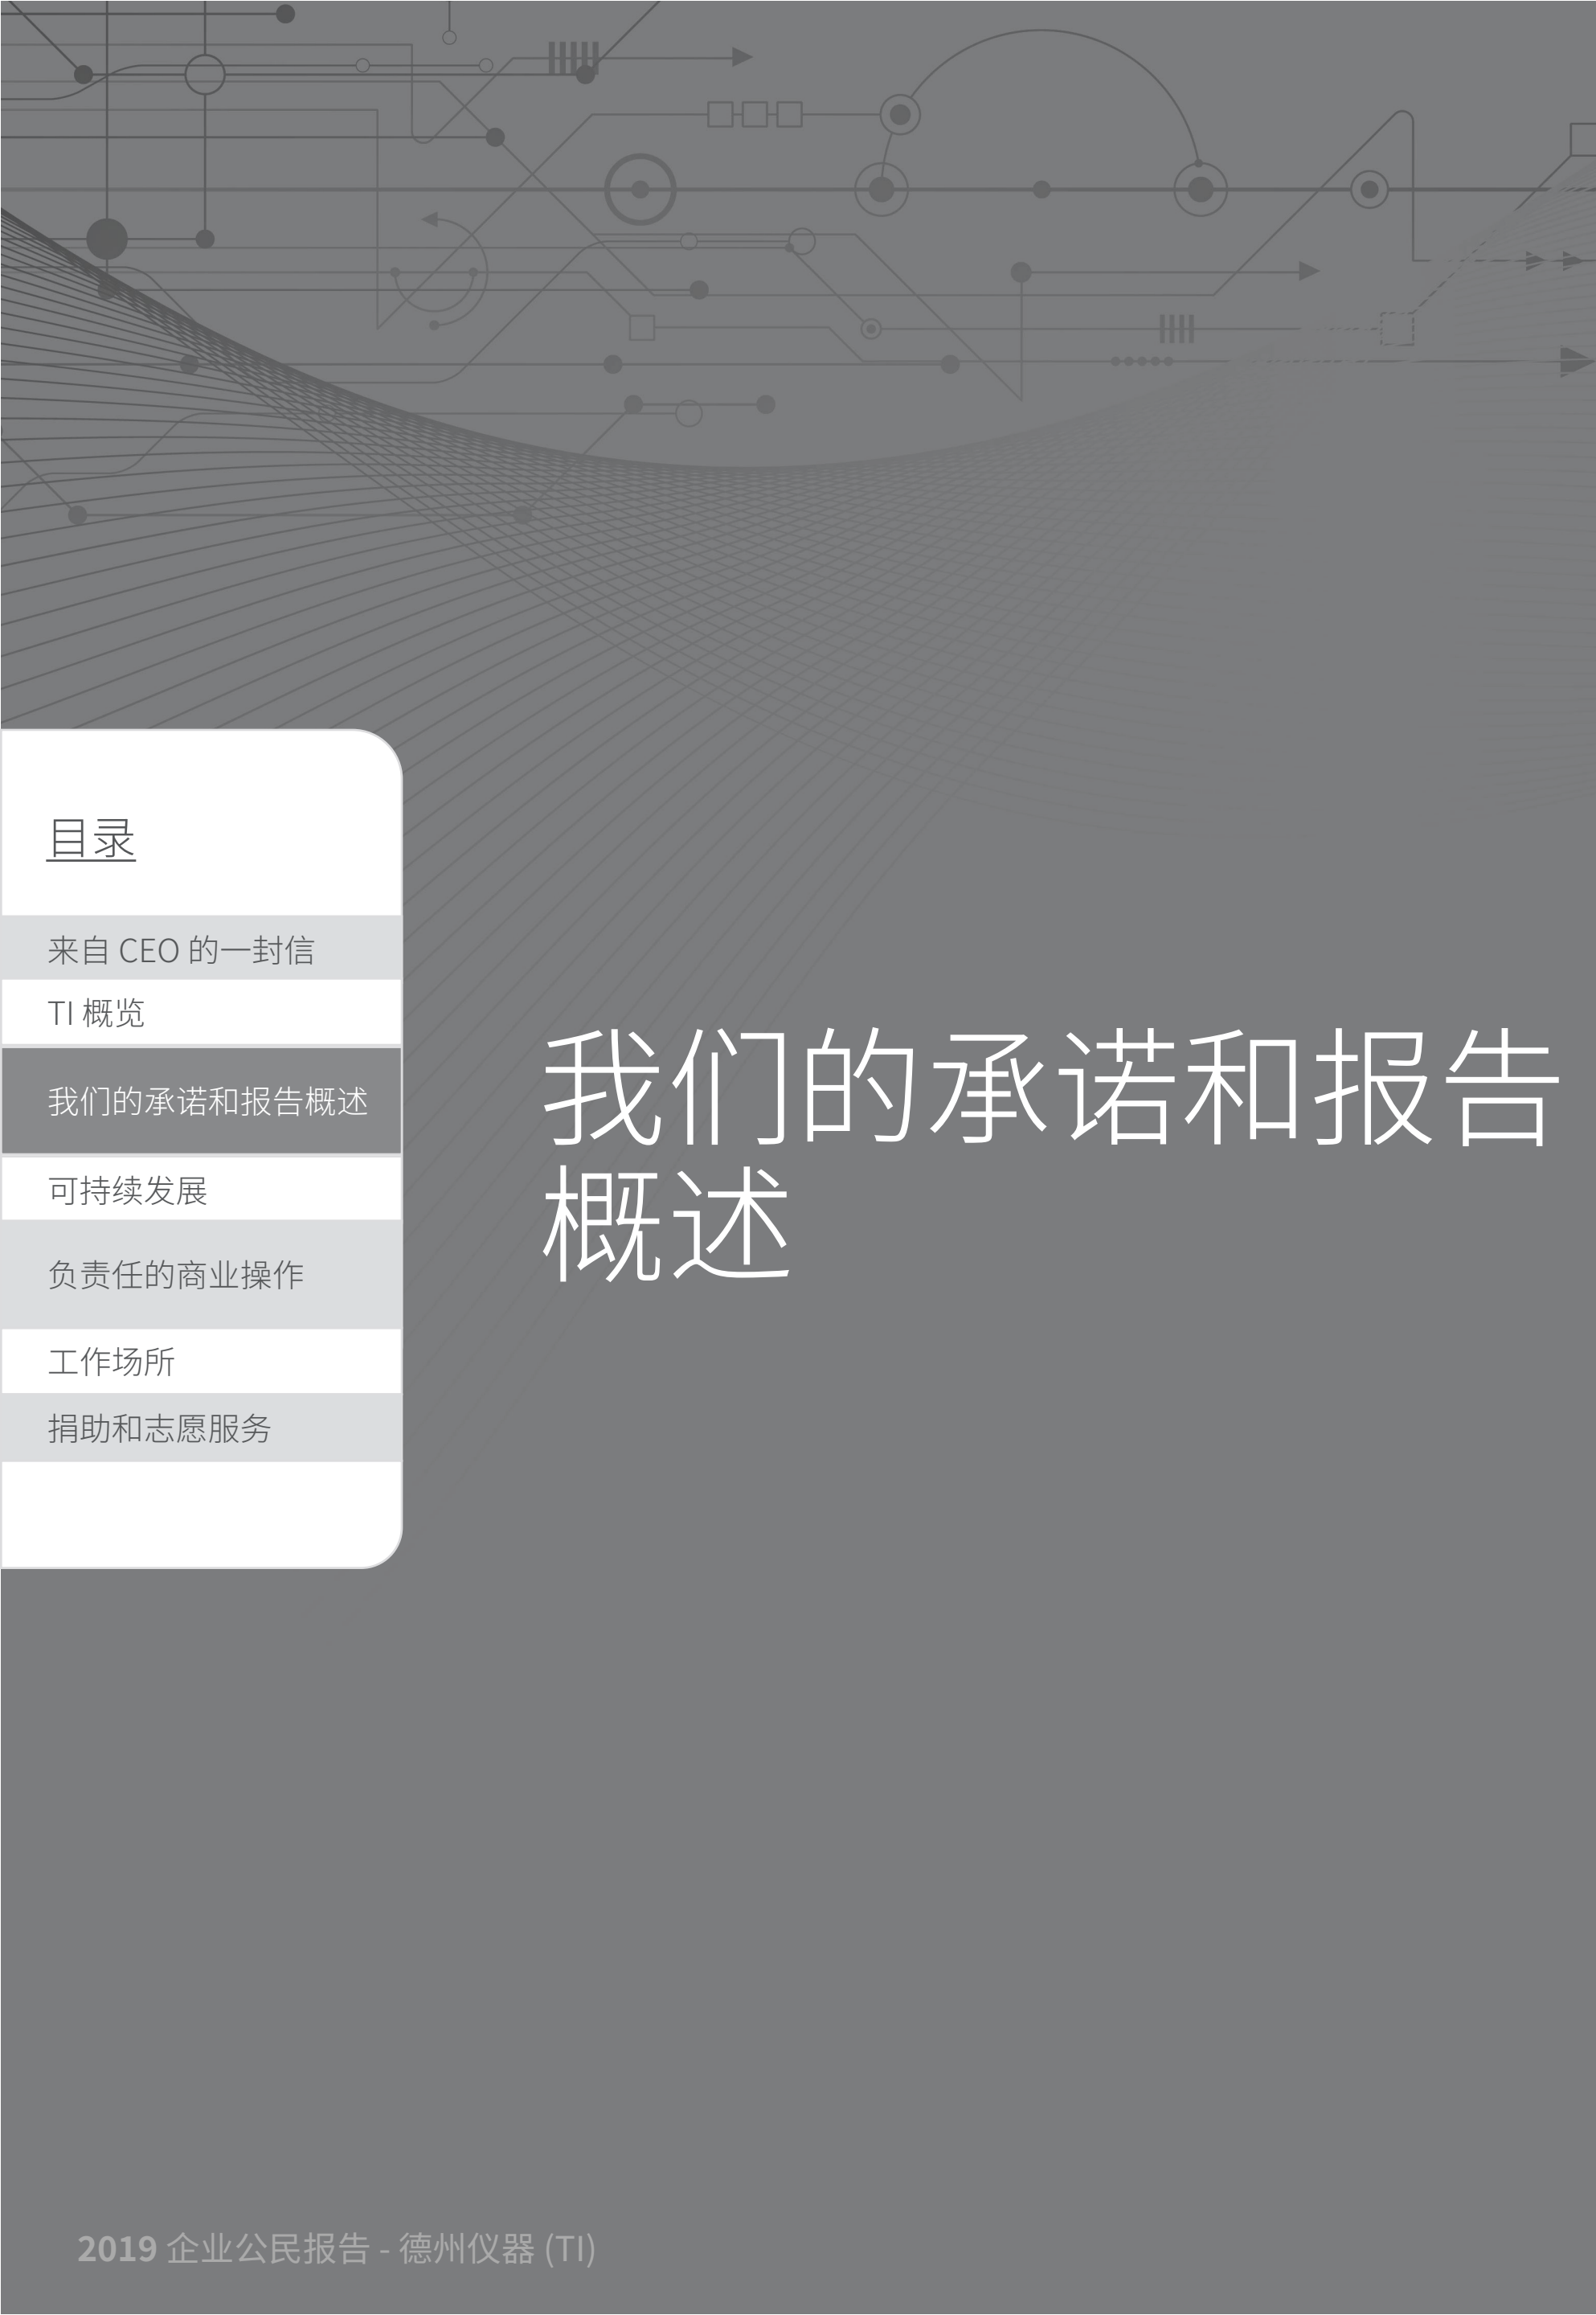 目录
来自 CEO 的一封信
TI 概览
我们的承诺和报告概述
可持续发展
负责任的商业操作
工作场所
捐助和志愿服务
我们的承诺和报告
概述
2019 企业公民报告 - 德州仪器 (TI)